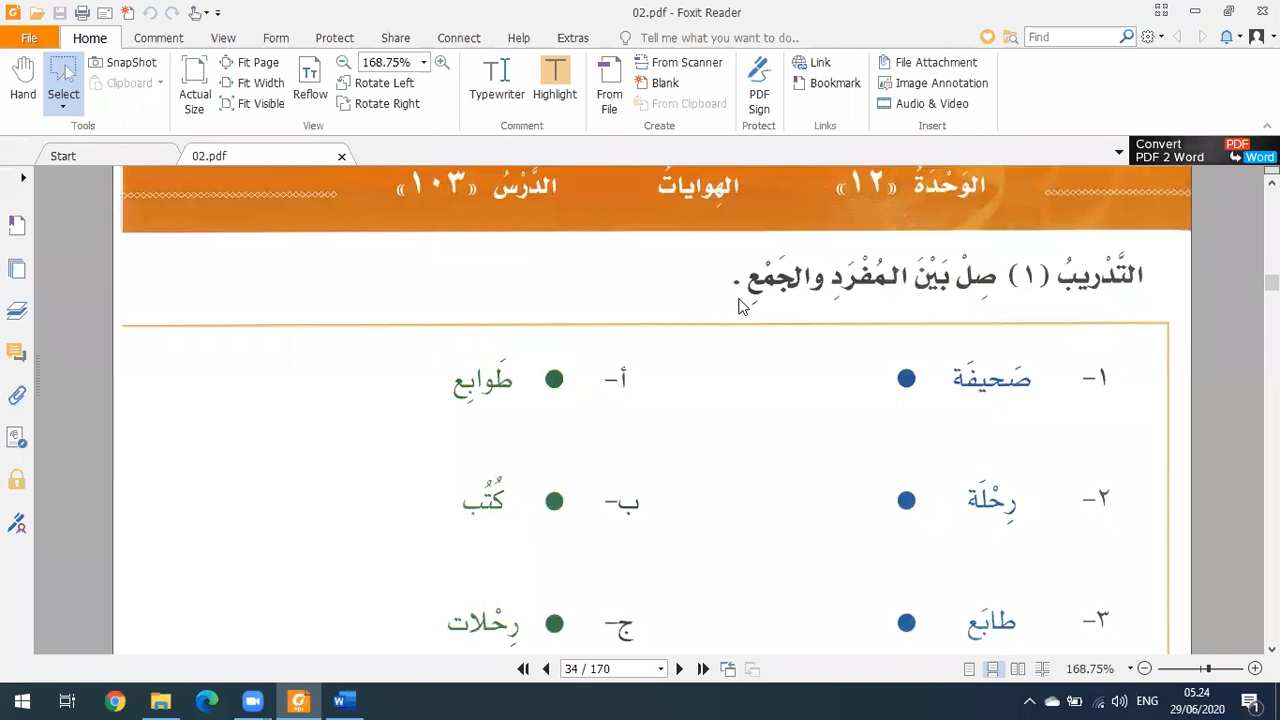 02.pdf - Foxit Reader
File Home Comment View Form Protect Share Connect Help Extras Tell me what you want to do.. Find
Hand
Select
SnapShot
Clipboard
Actual Size
Fit Page
Fit Width
Fit Visible
Reflow
168.75%
Rotate Left
Rotate Right
Typewriter
Highlight
From File
From Scanner
Blank
From Clipboard
PDF Sign
Link
Bookmark
File Attachment
Image Annotation
Audio & Video
Tools View Comment Create Protect Links Insert
Start 02.pdf
Convert PDF
PDF 2 Word Word
الوَحْدَةُ «١٢» الهِواياتُ الدَّرْسُ «١٠٣»
التَّدْريبُ (١) صِلْ بَيْنَ المُفْرَدِ والجَمْعِ .
١- صَحيفَة أ- طَوابِع
٢- رِحْلَة ب- كُتُب
٣- طابَع ج- رِحْلات
34 / 170 168.75%
ENG 05.24
29/06/2020
1